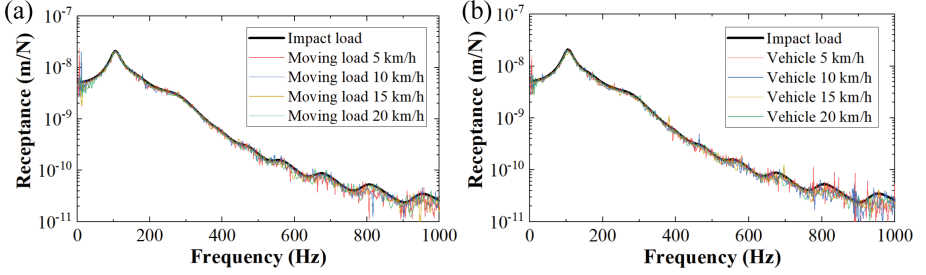 (a)
10⁻⁷
10⁻⁸
10⁻⁹
10⁻¹⁰
10⁻¹¹
Receptance (m/N)
Impact load
Moving load 5 km/h
Moving load 10 km/h
Moving load 15 km/h
Moving load 20 km/h
0 200 400 600 800 1000
Frequency (Hz)
(b)
10⁻⁷
10⁻⁸
10⁻⁹
10⁻¹⁰
10⁻¹¹
Receptance (m/N)
Impact load
Vehicle 5 km/h
Vehicle 10 km/h
Vehicle 15 km/h
Vehicle 20 km/h
0 200 400 600 800 1000
Frequency (Hz)